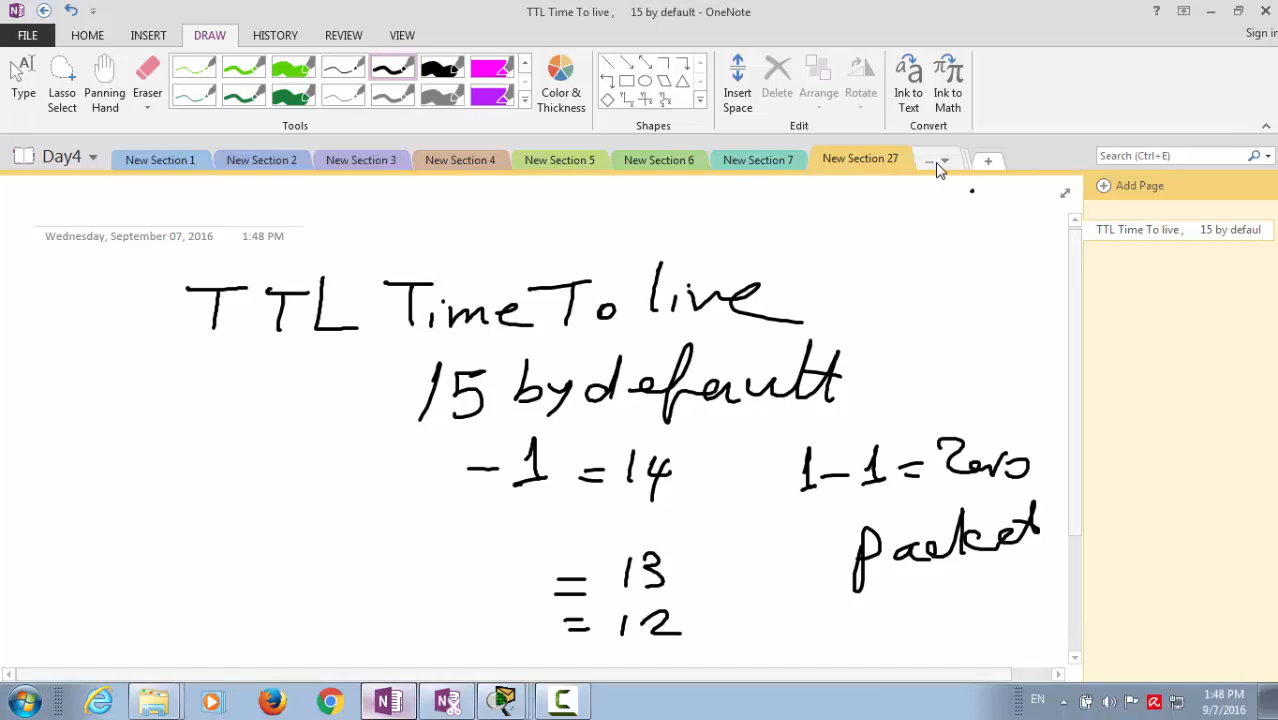 TTL Time To live , 15 by default - OneNote
FILE HOME INSERT DRAW HISTORY REVIEW VIEW Sign in
Type Lasso Select Panning Hand Eraser Color & Thickness Insert Space Delete Arrange Rotate Ink to Text Ink to Math
Tools Shapes Edit Convert
Day4 New Section 1 New Section 2 New Section 3 New Section 4 New Section 5 New Section 6 New Section 7 New Section 27 ... Search (Ctrl+E)
Add Page
TTL Time To live , 15 by defaul
Wednesday, September 07, 2016 1:48 PM
TTL Time To live
15 by default
- 1 = 14 1 - 1 = Zero
packet
= 13
= 12
EN 1:48 PM
9/7/2016